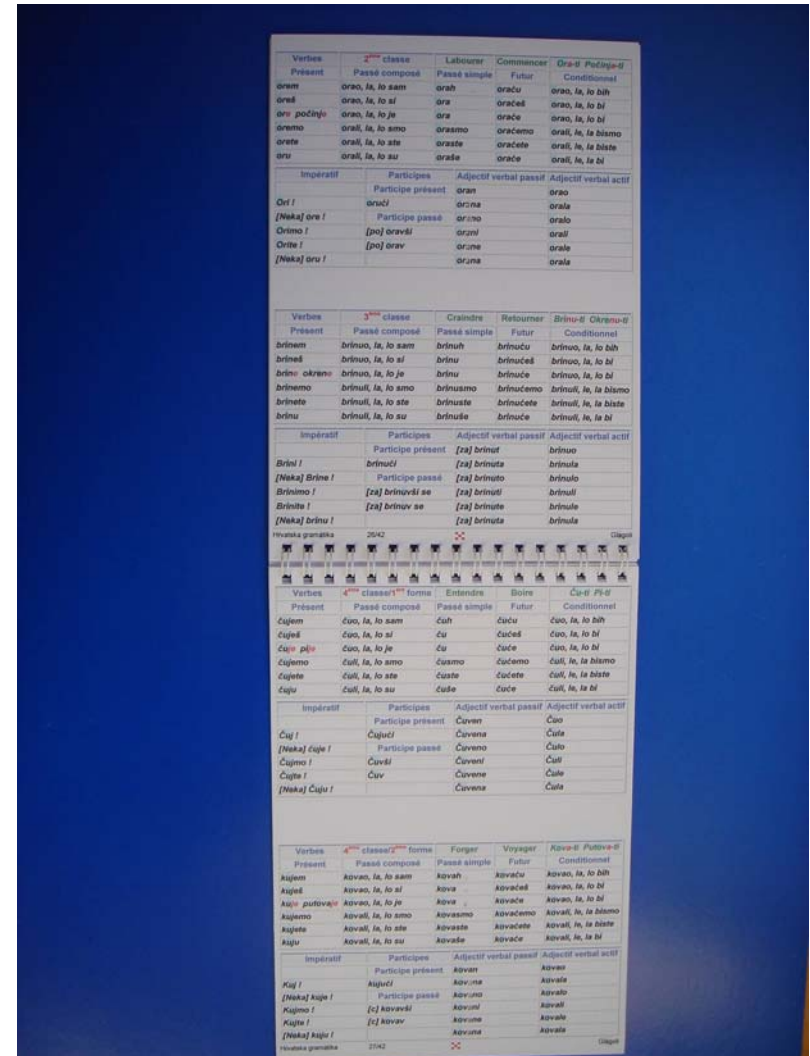 Verbes 2ème classe Labourer Commencer Ora-ti Počinja-ti
Présent Passé composé Passé simple Futur Conditionnel
orem orao, la, lo sam orah oraću orao, la, lo bih
oreš orao, la, lo si ora oraćeš orao, la, lo bi
ore počinje orao, la, lo je ora oraće orao, la, lo bi
oremo orali, la, lo smo orasmo oraćemo orali, le, la bismo
orete orali, la, lo ste oraste oraćete orali, le, la biste
oru orali, la, lo su oraše oraće orali, le, la bi
Impératif Participes Adjectif verbal passif Adjectif verbal actif
Participe présent oran orao
Ori ! orući orana orala
[Neka] ore ! Participe passé orano oralo
Orimo ! [po] oravši orani orali
Orite ! [po] orav orane orale
[Neka] oru ! orana orala
Verbes 3ème classe Craindre Retourner Brinu-ti Okrenu-ti
Présent Passé composé Passé simple Futur Conditionnel
brinem brinuo, la, lo sam brinuh brinuću brinuo, la, lo bih
brineš brinuo, la, lo si brinu brinućeš brinuo, la, lo bi
brine okrene brinuo, la, lo je brinu brinuće brinuo, la, lo bi
brinemo brinuli, la, lo smo brinusmo brinućemo brinuli, le, la bismo
brinete brinuli, la, lo ste brinuste brinućete brinuli, le, la biste
brinu brinuli, la, lo su brinuše brinuće brinuli, le, la bi
Impératif Participes Adjectif verbal passif Adjectif verbal actif
Participe présent [za] brinut brinuo
Brini ! brinući [za] brinuta brinula
[Neka] Brine ! Participe passé [za] brinuto brinulo
Brinimo ! [za] brinuvši se [za] brinuti brinuli
Brinite ! [za] brinuv se [za] brinute brinule
[Neka] brinu ! [za] brinuta brinula
Hrvatska gramatika 26/42 Glagoli
Verbes 4ème classe/1ère forme Entendre Boire Ču-ti Pi-ti
Présent Passé composé Passé simple Futur Conditionnel
čujem čuo, la, lo sam čuh čuću čuo, la, lo bih
čuješ čuo, la, lo si ču čućeš čuo, la, lo bi
čuje pije čuo, la, lo je ču čuće čuo, la, lo bi
čujemo čuli, la, lo smo čusmo čućemo čuli, le, la bismo
čujete čuli, la, lo ste čuste čućete čuli, le, la biste
čuju čuli, la, lo su čuše čuće čuli, le, la bi
Impératif Participes Adjectif verbal passif Adjectif verbal actif
Participe présent Čuven Čuo
Čuj ! Čujući Čuvena Čula
[Neka] čuje ! Participe passé Čuveno Čulo
Čujmo ! Čuvši Čuveni Čuli
Čujte ! Čuv Čuvene Čule
[Neka] Čuju ! Čuvena Čula
Verbes 4ème classe/2ème forme Forger Voyager Kova-ti Putova-ti
Présent Passé composé Passé simple Futur Conditionnel
kujem kovao, la, lo sam kovah kovaću kovao, la, lo bih
kuješ kovao, la, lo si kova kovaćeš kovao, la, lo bi
kuje putovaje kovao, la, lo je kova kovaće kovao, la, lo bi
kujemo kovali, la, lo smo kovasmo kovaćemo kovali, le, la bismo
kujete kovali, la, lo ste kovaste kovaćete kovali, le, la biste
kuju kovali, la, lo su kovaše kovaće kovali, le, la bi
Impératif Participes Adjectif verbal passif Adjectif verbal actif
Participe présent kovan kovao
Kuj ! kujući kovana kovala
[Neka] kuje ! Participe passé kovano kovalo
Kujmo ! [c] kovavši kovani kovali
Kujte ! [c] kovav kovane kovale
[Neka] kuju ! kovana kovala
Hrvatska gramatika 27/42 Glagoli